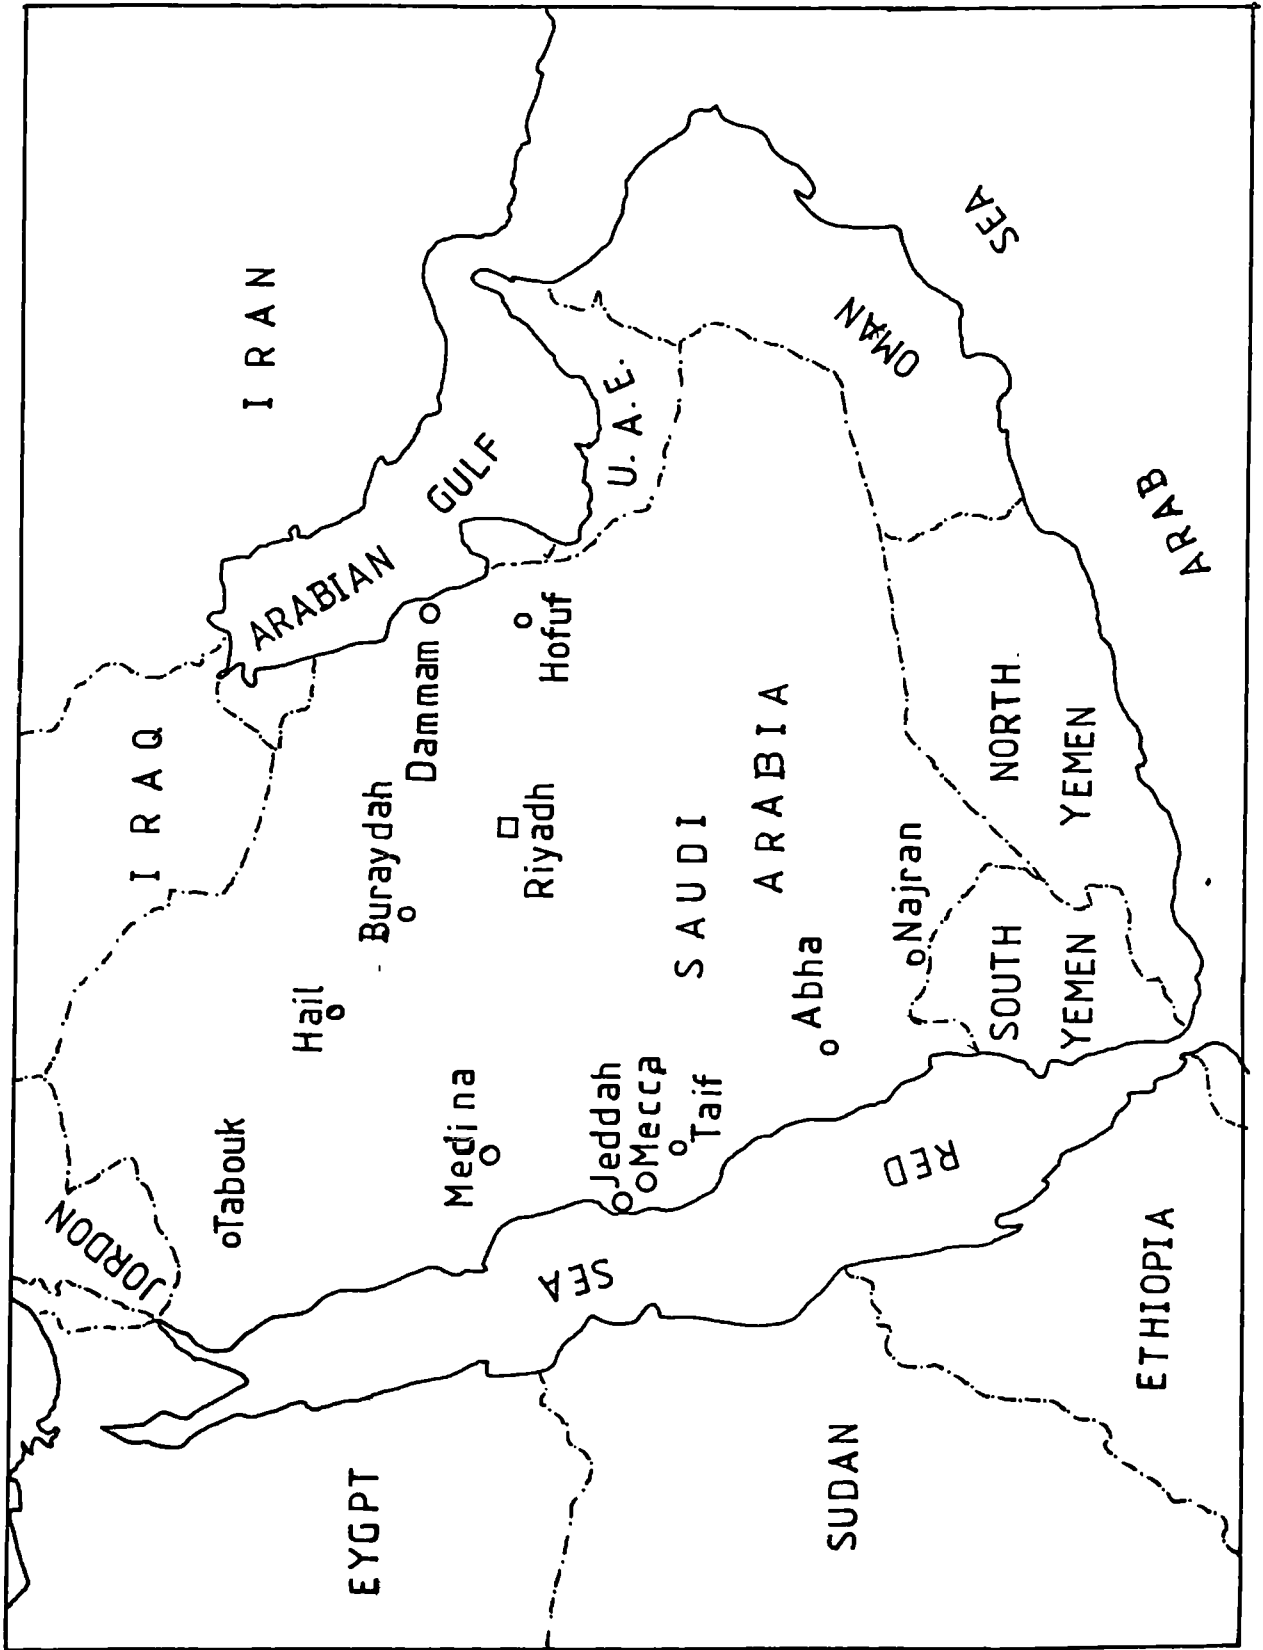 IRAN
IRAQ
JORDON
ARABIAN
GULF
oTabouk
Hail
Buraydah
Dammam
Hofuf
U.A.E.
Riyadh
Medina
EYGPT
SEA
Jeddah
Mecca
Taif
SAUDI
ARABIA
OMAN
SEA
ARAB
Abha
Najran
RED
SUDAN
NORTH
YEMEN
SOUTH
YEMEN
ETHIOPIA